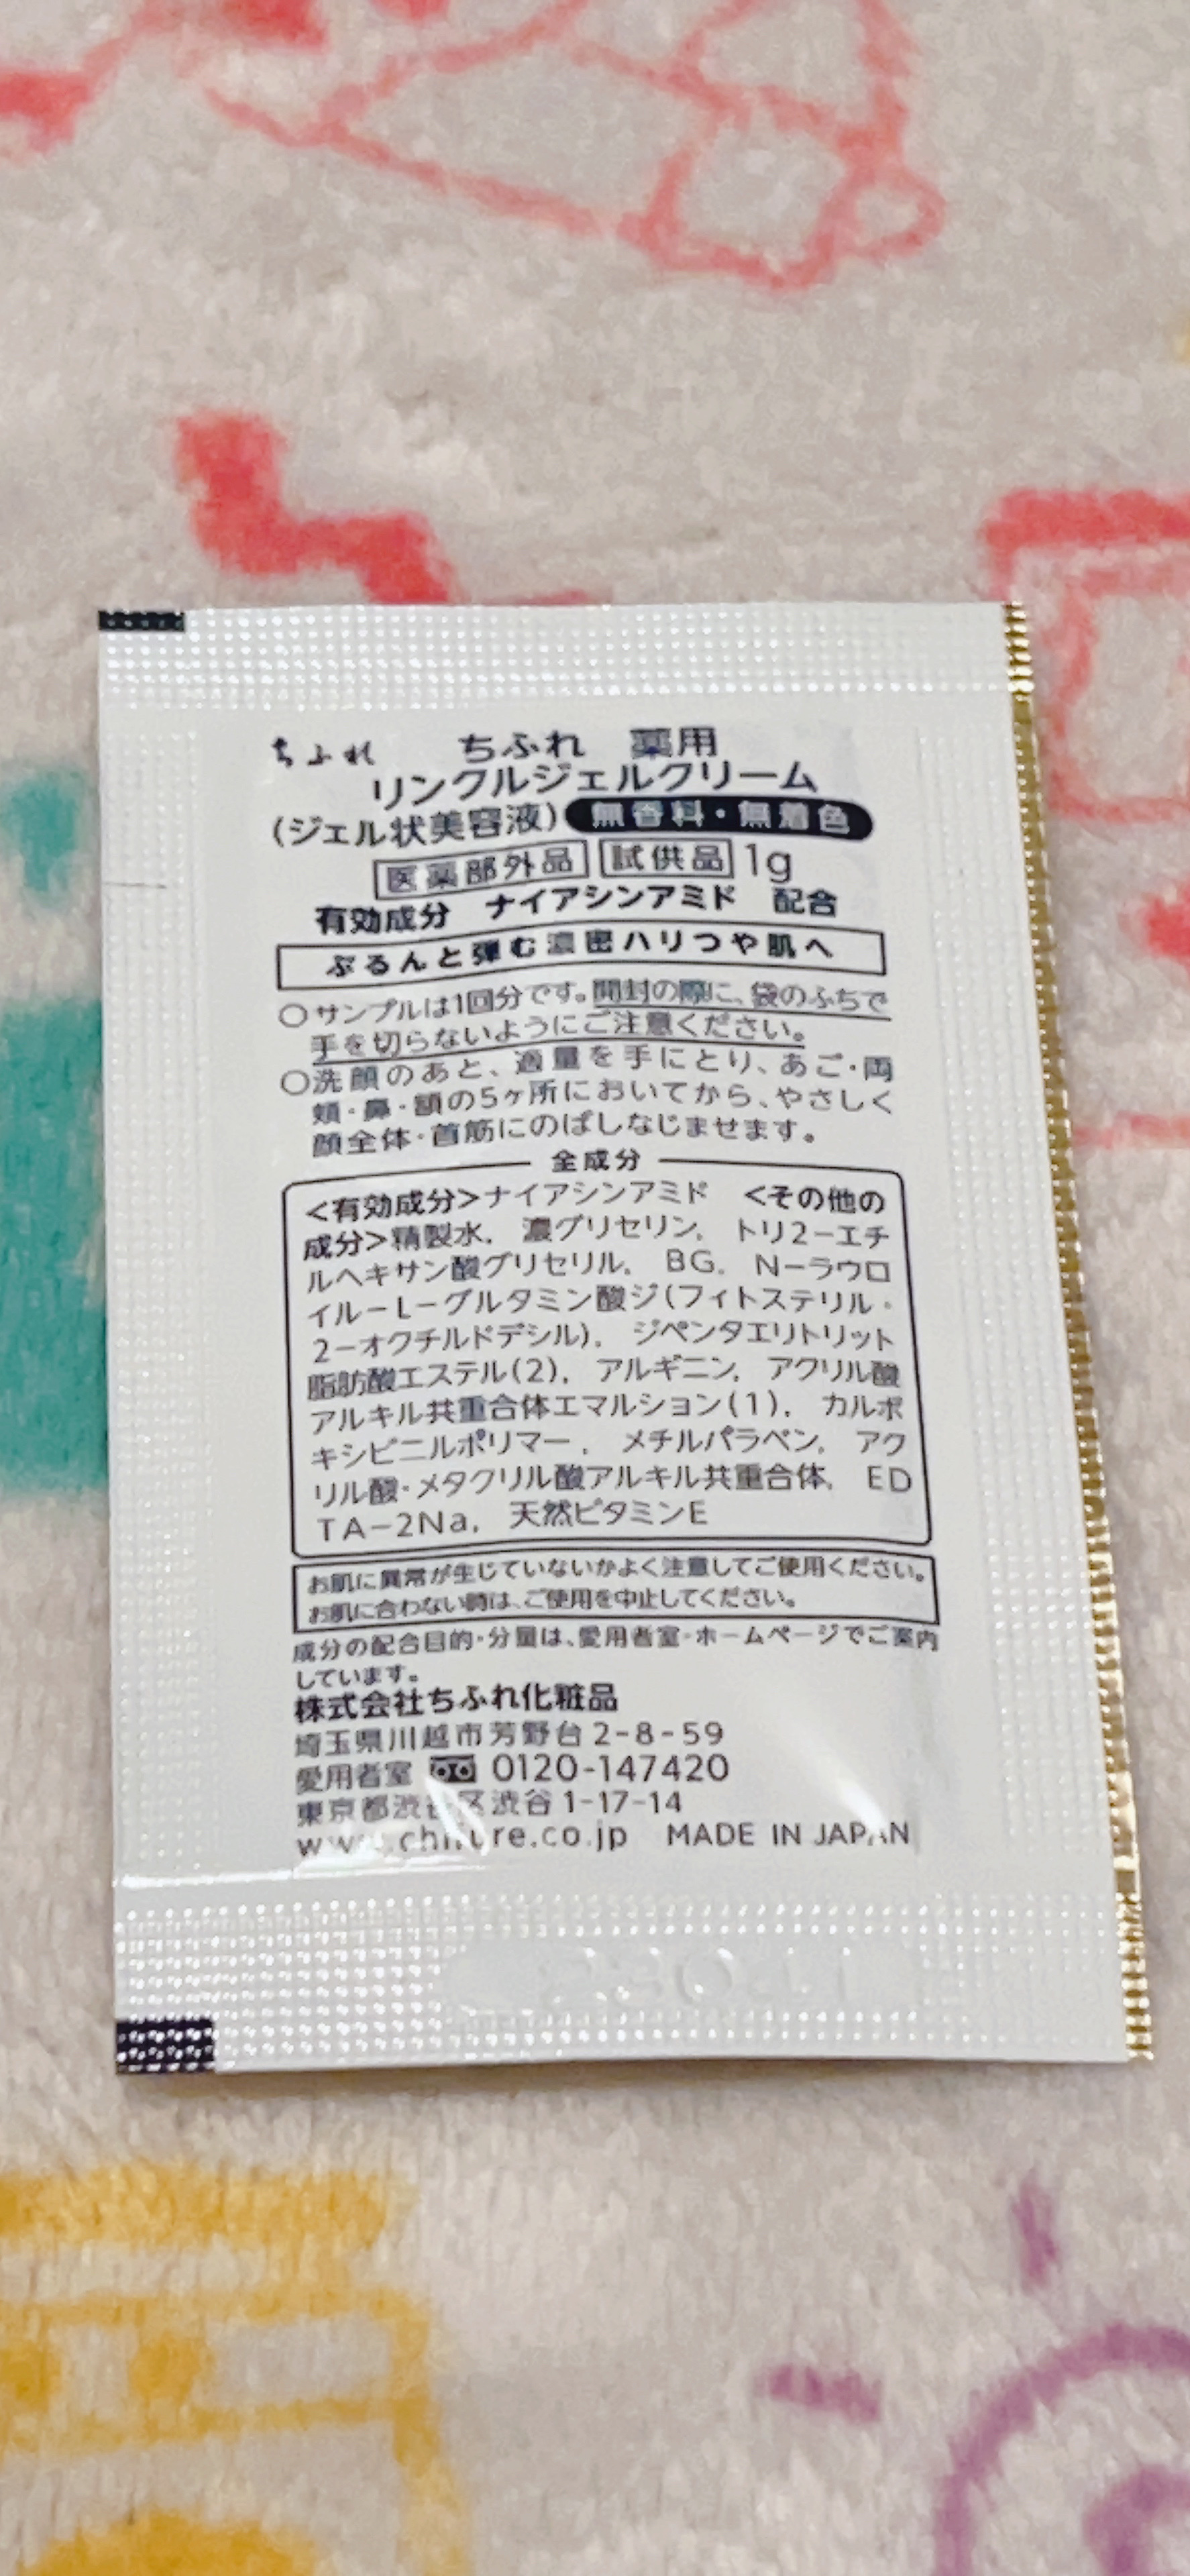 ちふれ ちふれ 薬用
リンクルジェルクリーム
(ジェル状美容液) 無香料・無着色
医薬部外品 試供品 1g
有効成分 ナイアシンアミド 配合
ぷるんと弾む濃密ハリつや肌へ
○サンプルは1回分です。開封の際に、袋のふちで
手を切らないようにご注意ください。
○洗顔のあと、適量を手にとり、あご・両
頬・鼻・額の5ヶ所においてから、やさしく
顔全体・首筋にのばしなじませます。
全成分
<有効成分>ナイアシンアミド <その他の
成分>精製水、濃グリセリン、トリ2-エチ
ルヘキサン酸グリセリル、BG、N-ラウロ
イル-L-グルタミン酸ジ(フィトステリル・
2-オクチルドデシル)、ジペンタエリトリット
脂肪酸エステル(2)、アルギニン、アクリル酸
アルキル共重合体エマルション(1)、カルボ
キシビニルポリマー、メチルパラベン、アク
リル酸・メタクリル酸アルキル共重合体、ED
TA-2Na、天然ビタミンE
お肌に異常が生じていないかよく注意してご使用ください。
お肌に合わない時は、ご使用を中止してください。
成分の配合目的・分量は、愛用者室・ホームページでご案内
しています。
株式会社ちふれ化粧品
埼玉県川越市芳野台2-8-59
愛用者室 0120-147420
東京都渋谷区渋谷1-17-14
www.chifure.co.jp MADE IN JAPAN